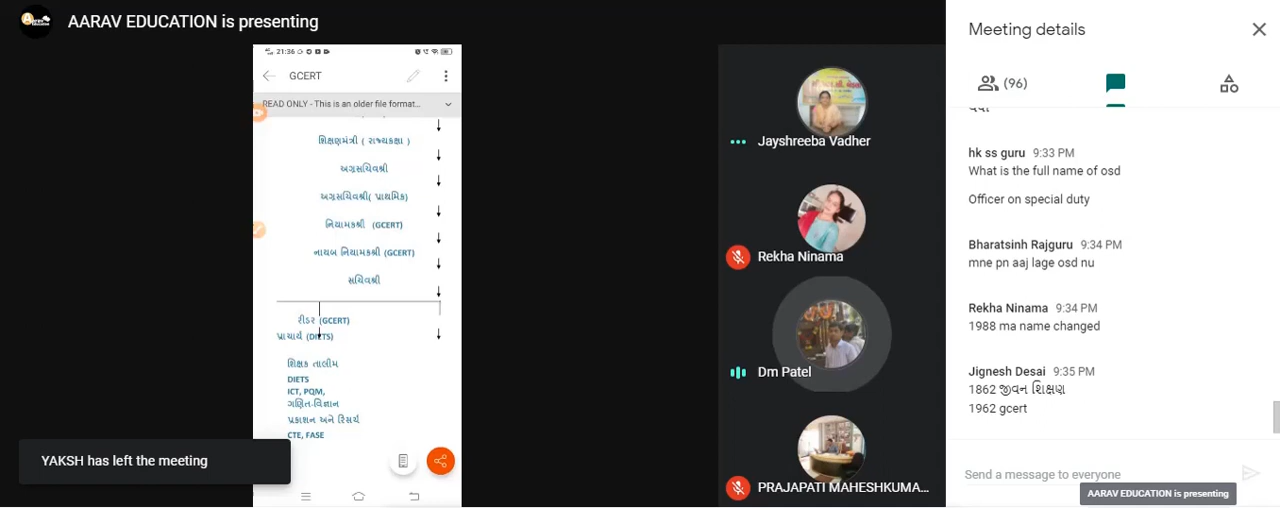 AARAV EDUCATION is presenting
21:36
GCERT
READ ONLY - This is an older file format...
શિક્ષણમંત્રી ( રાજ્યકક્ષા )
અગ્રસચિવશ્રી
અગ્રસચિવશ્રી( પ્રાથમિક)
નિયામકશ્રી (GCERT)
નાયબ નિયામકશ્રી (GCERT)
સચિવશ્રી
રીડર (GCERT)
પ્રાચાર્ય (DIETS)
શિક્ષક તાલીમ
DIETS
ICT, PQM,
ગણિત-વિજ્ઞાન
પ્રકાશન અને રિસર્ચ
CTE, FASE
YAKSH has left the meeting
Jayshreeba Vadher
Rekha Ninama
Dm Patel
PRAJAPATI MAHESHKUMA...
Meeting details
(96)
hk ss guru 9:33 PM
What is the full name of osd
Officer on special duty
Bharatsinh Rajguru 9:34 PM
mne pn aaj lage osd nu
Rekha Ninama 9:34 PM
1988 ma name changed
Jignesh Desai 9:35 PM
1862 જીવન શિક્ષણ
1962 gcert
Send a message to everyone
AARAV EDUCATION is presenting